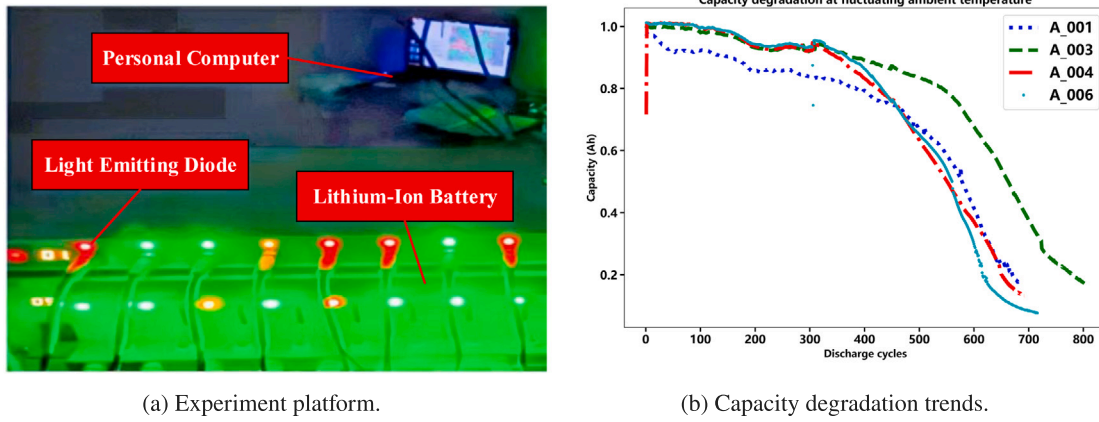 Personal Computer
Light Emitting Diode
Lithium-Ion Battery
(a) Experiment platform.
Capacity degradation at fluctuating ambient temperature
Capacity (Ah)
1.0
0.8
0.6
0.4
0.2
0 100 200 300 400 500 600 700 800
Discharge cycles
A_001
A_003
A_004
A_006
(b) Capacity degradation trends.